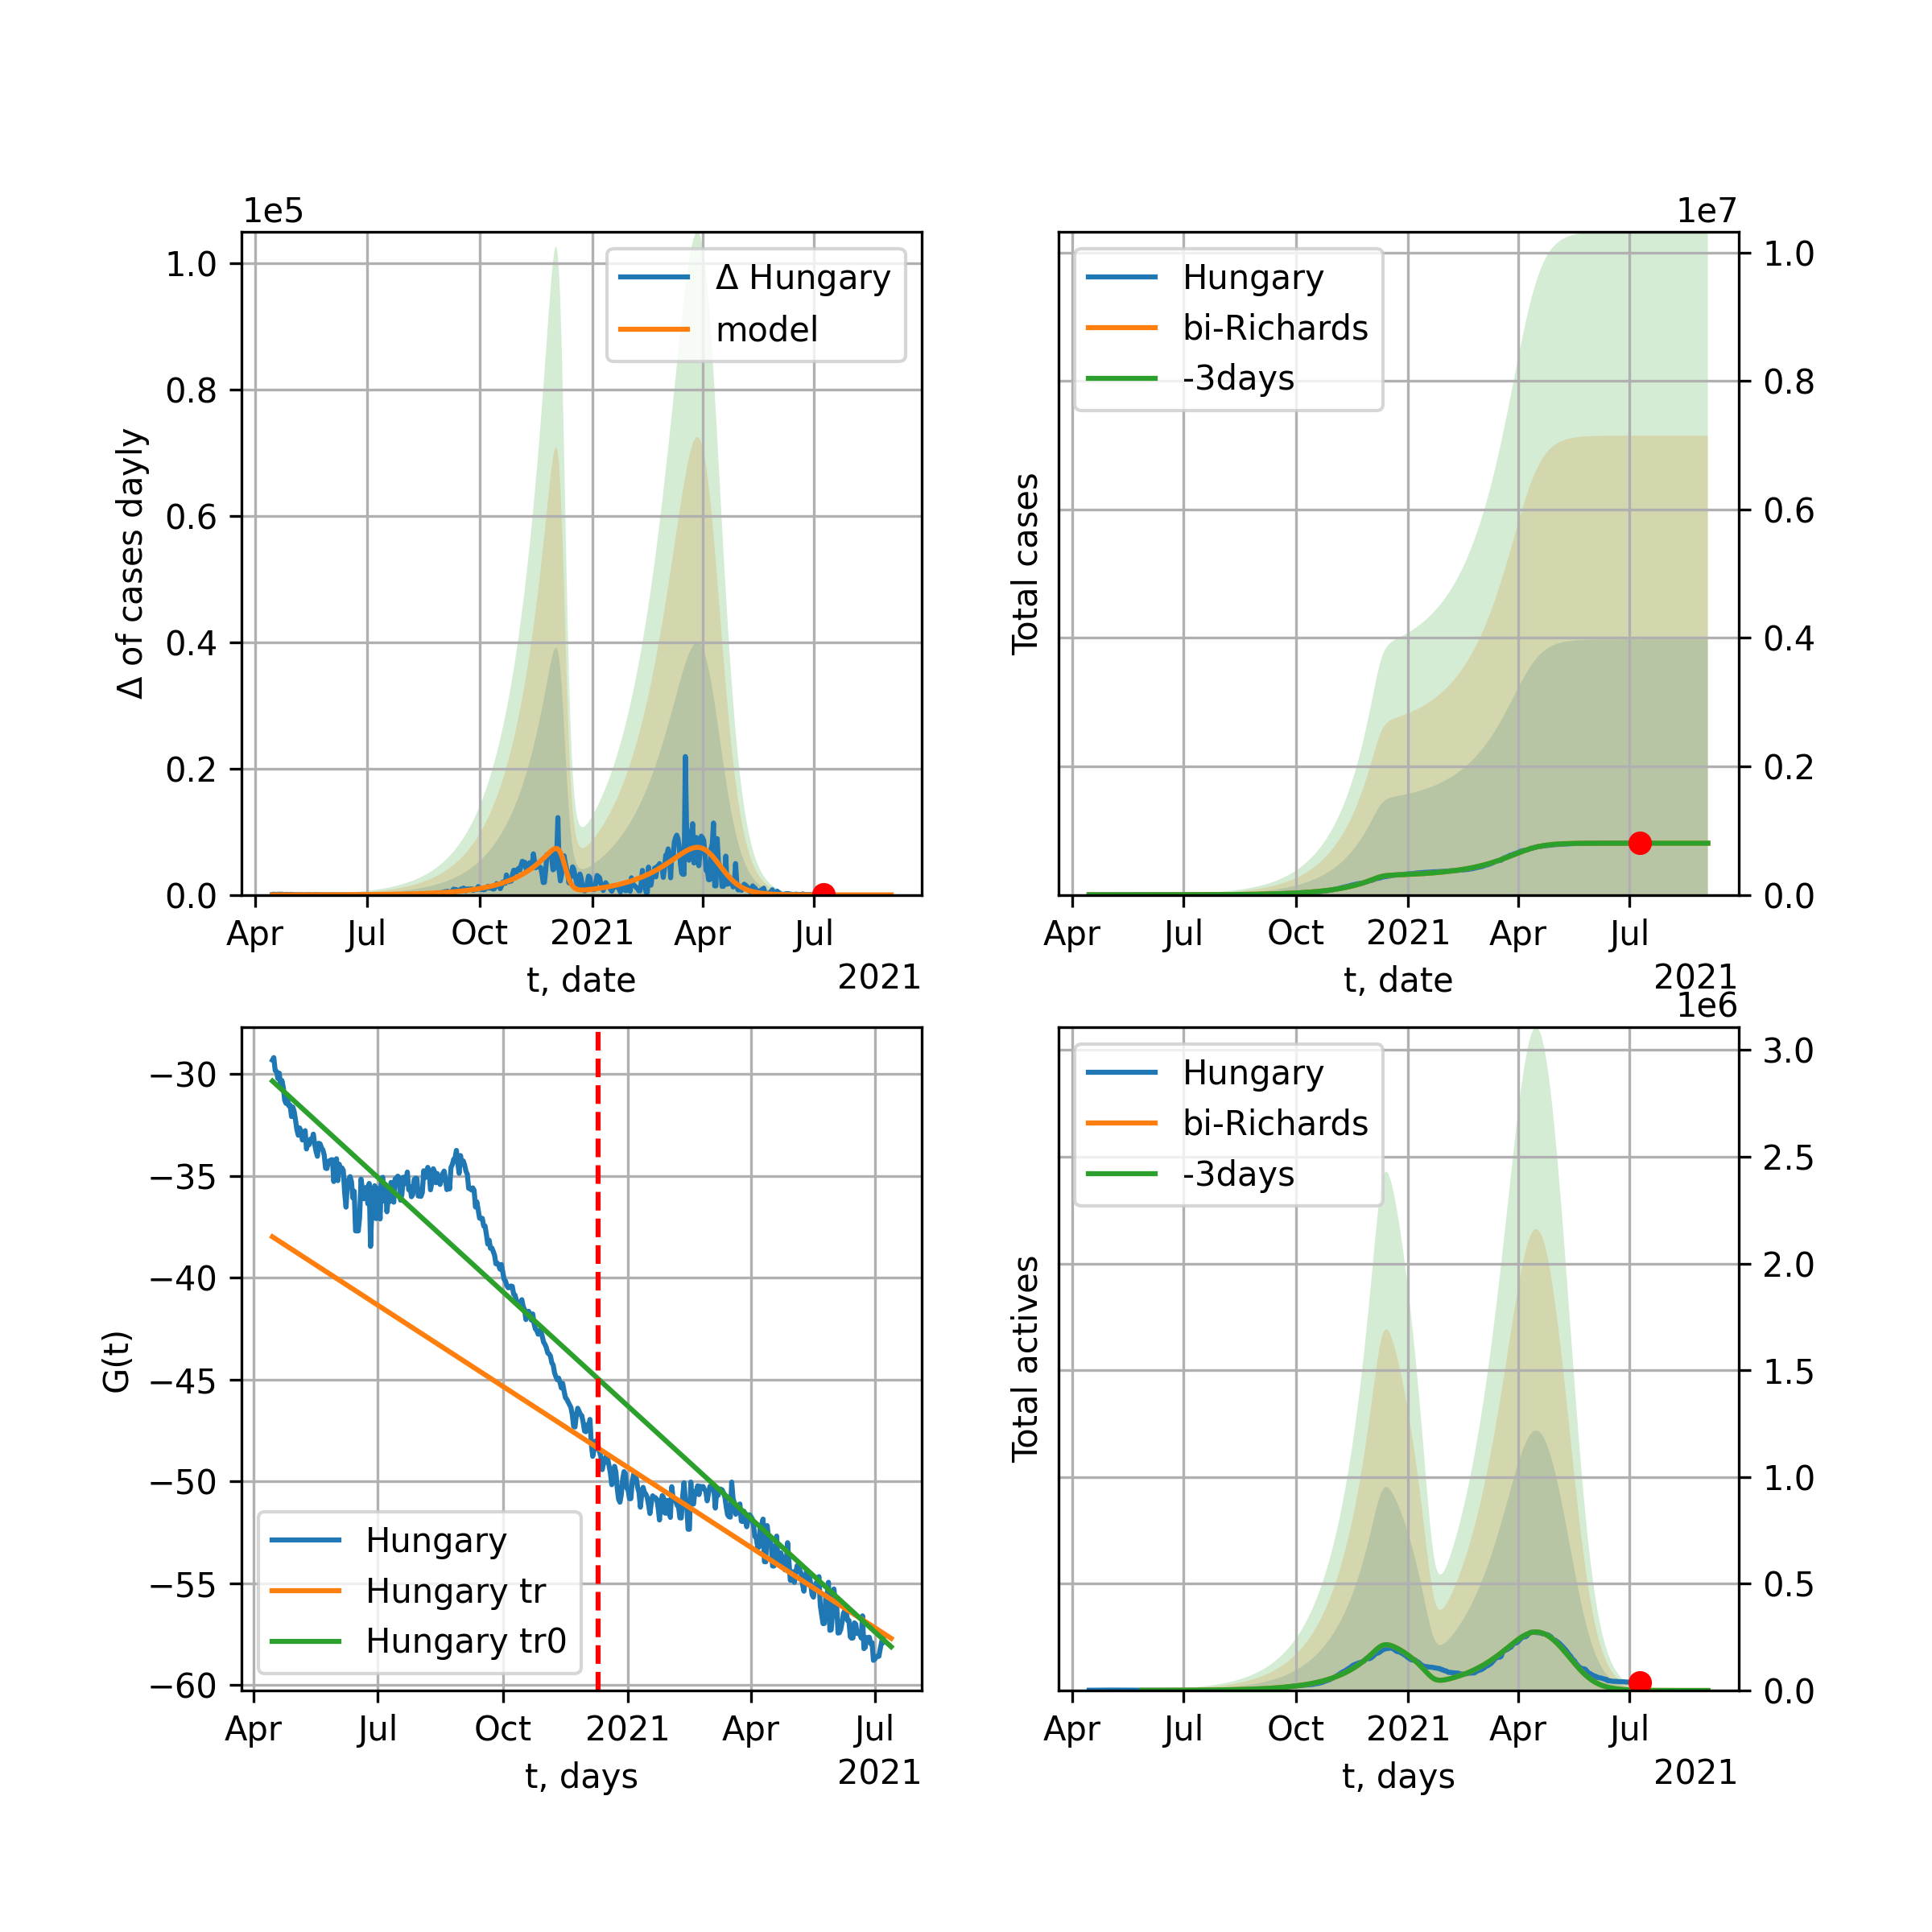 1e5
1.0
0.8
0.6
0.4
0.2
0.0
Δ of cases dayly
Δ Hungary
model
Apr Jul Oct 2021 Apr Jul
t, date
2021
1e7
1.0
0.8
0.6
0.4
0.2
0.0
Total cases
Hungary
bi-Richards
-3days
Apr Jul Oct 2021 Apr Jul
t, date
2021
−30
−35
−40
−45
−50
−55
−60
G(t)
Hungary
Hungary tr
Hungary tr0
Apr Jul Oct 2021 Apr Jul
t, days
2021
1e6
3.0
2.5
2.0
1.5
1.0
0.5
0.0
Total actives
Hungary
bi-Richards
-3days
Apr Jul Oct 2021 Apr Jul
t, days
2021